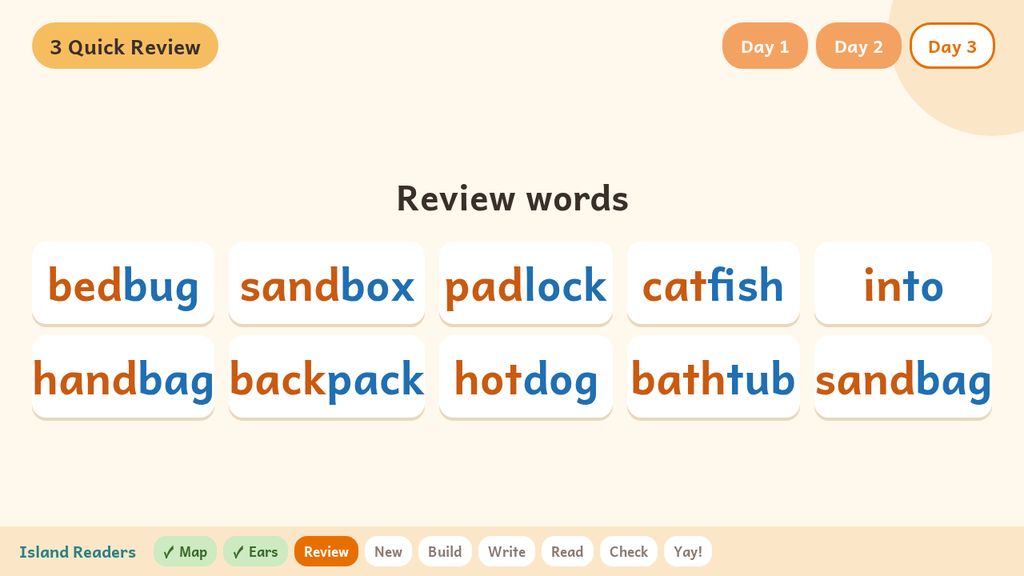 3 Quick Review
Day 1 Day 2 Day 3
Review words
bedbug sandbox padlock catfish into
handbag backpack hotdog bathtub sandbag
Island Readers ✓ Map ✓ Ears Review New Build Write Read Check Yay!